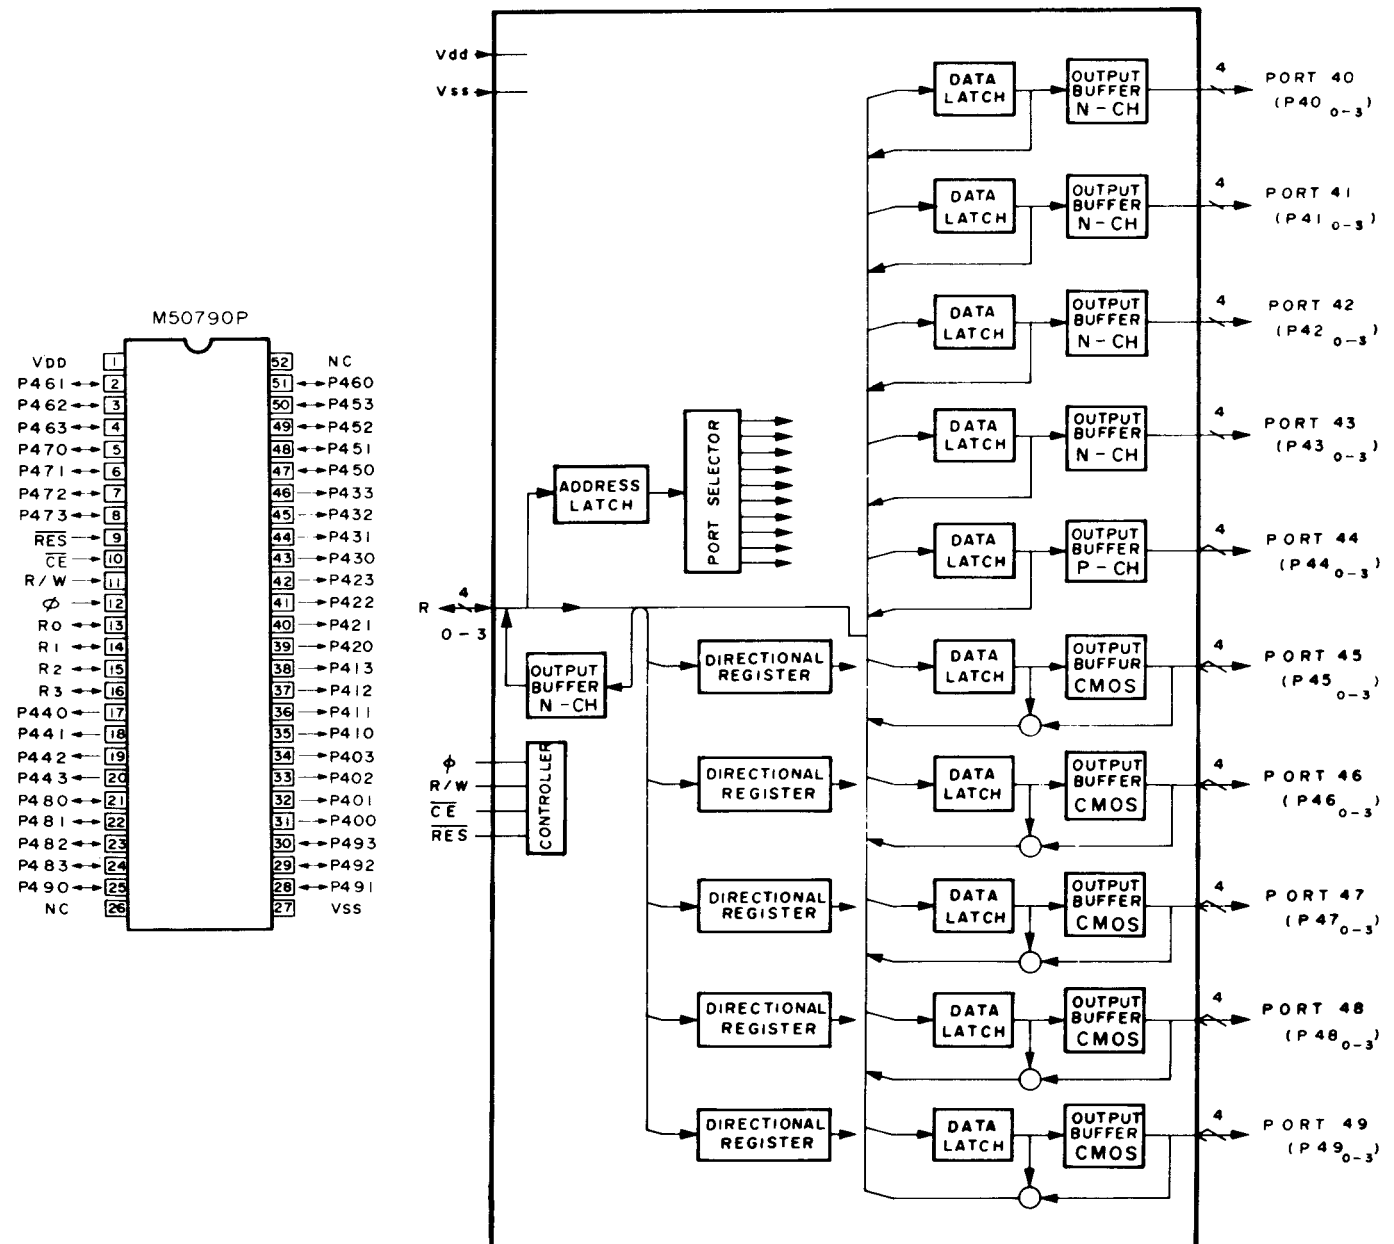 M50790P
VDD 1 52 NC
P461 2 51 P460
P462 3 50 P453
P463 4 49 P452
P470 5 48 P451
P471 6 47 P450
P472 7 46 P433
P473 8 45 P432
RES 9 44 P431
CE 10 43 P430
R/W 11 42 P423
ϕ 12 41 P422
R0 13 40 P421
R1 14 39 P420
R2 15 38 P413
R3 16 37 P412
P440 17 36 P411
P441 18 35 P410
P442 19 34 P403
P443 20 33 P402
P480 21 32 P401
P481 22 31 P400
P482 23 30 P493
P483 24 29 P492
P490 25 28 P491
NC 26 27 VSS
Vdd
Vss
ADDRESS
LATCH
PORT SELECTOR
R 4
0-3
OUTPUT
BUFFER
N-CH
ϕ
R/W
CE
RES
CONTROLLER
DATA
LATCH
OUTPUT
BUFFER
N-CH
4
PORT 40
(P40 0-3)
DATA
LATCH
OUTPUT
BUFFER
N-CH
4
PORT 41
(P41 0-3)
DATA
LATCH
OUTPUT
BUFFER
N-CH
4
PORT 42
(P42 0-3)
DATA
LATCH
OUTPUT
BUFFER
N-CH
4
PORT 43
(P43 0-3)
DATA
LATCH
OUTPUT
BUFFER
P-CH
4
PORT 44
(P44 0-3)
DIRECTIONAL
REGISTER
DATA
LATCH
OUTPUT
BUFFUR
CMOS
4
PORT 45
(P45 0-3)
DIRECTIONAL
REGISTER
DATA
LATCH
OUTPUT
BUFFER
CMOS
4
PORT 46
(P46 0-3)
DIRECTIONAL
REGISTER
DATA
LATCH
OUTPUT
BUFFER
CMOS
4
PORT 47
(P47 0-3)
DIRECTIONAL
REGISTER
DATA
LATCH
OUTPUT
BUFFER
CMOS
4
PORT 48
(P48 0-3)
DIRECTIONAL
REGISTER
DATA
LATCH
OUTPUT
BUFFER
CMOS
4
PORT 49
(P49 0-3)